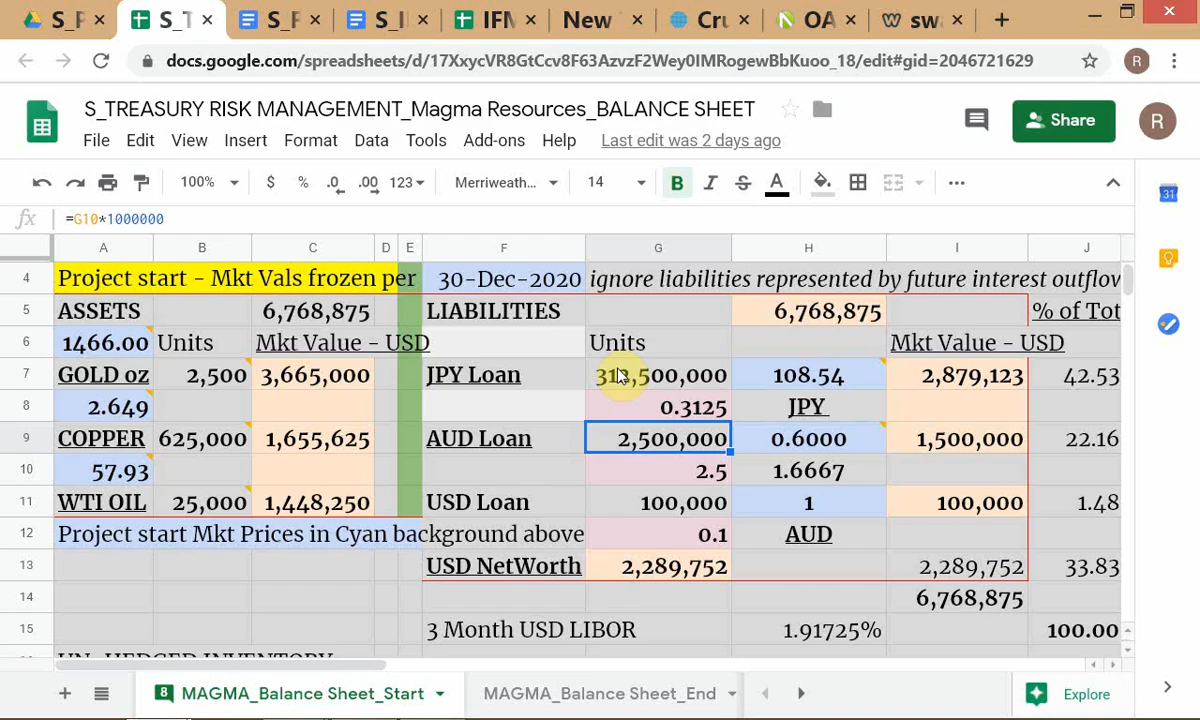 S_F
S_T
S_F
S_I
IFM
New
Cru
OA
sw
docs.google.com/spreadsheets/d/17XxycVR8GtCcv8F63AzvzF2Wey0IMRogewBbKuoo_18/edit#gid=2046721629
R
S_TREASURY RISK MANAGEMENT_Magma Resources_BALANCE SHEET
Share
R
File Edit View Insert Format Data Tools Add-ons Help Last edit was 2 days ago
100% $ % .0 .00 123 Merriweath... 14 B I S A
31
fx =G10*1000000
A B C D E F G H I J
4 Project start - Mkt Vals frozen per 30-Dec-2020 ignore liabilities represented by future interest outflow
5 ASSETS 6,768,875 LIABILITIES 6,768,875 % of Tot
6 1466.00 Units Mkt Value - USD Units Mkt Value - USD
7 GOLD oz 2,500 3,665,000 JPY Loan 312,500,000 108.54 2,879,123 42.53
8 2.649 0.3125 JPY
9 COPPER 625,000 1,655,625 AUD Loan 2,500,000 0.6000 1,500,000 22.16
10 57.93 2.5 1.6667
11 WTI OIL 25,000 1,448,250 USD Loan 100,000 1 100,000 1.48
12 Project start Mkt Prices in Cyan background above 0.1 AUD
13 USD NetWorth 2,289,752 2,289,752 33.83
14 6,768,875
15 3 Month USD LIBOR 1.91725% 100.00
UN-HEDGED INVENTORY
8 MAGMA_Balance Sheet_Start MAGMA_Balance Sheet_End Explore